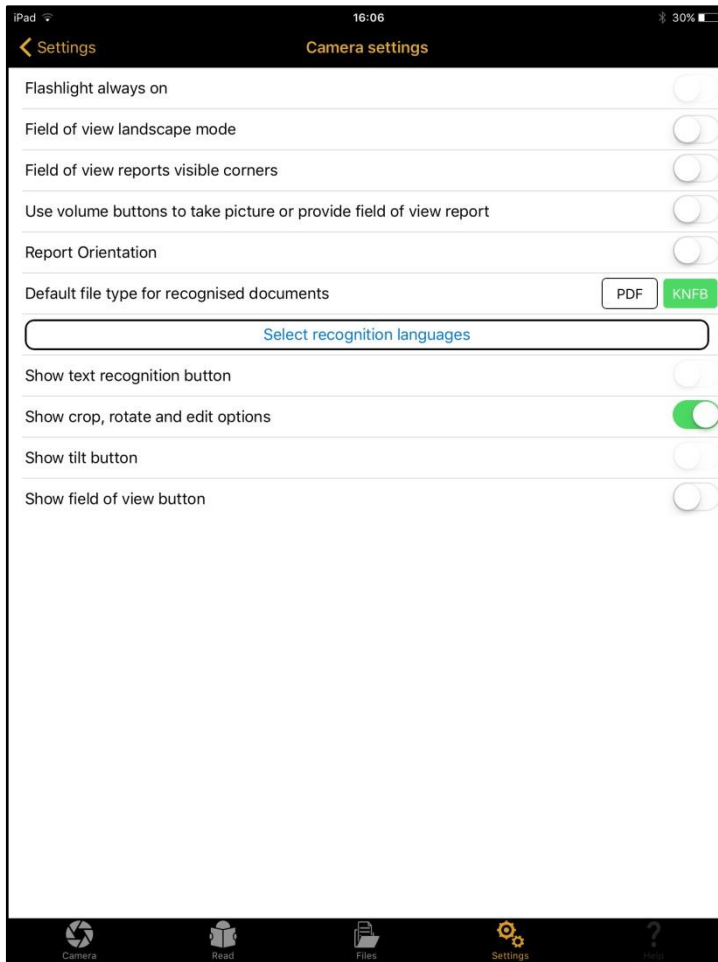 iPad 16:06 30%
Settings Camera settings
Flashlight always on
Field of view landscape mode
Field of view reports visible corners
Use volume buttons to take picture or provide field of view report
Report Orientation
Default file type for recognised documents PDF KNFB
Select recognition languages
Show text recognition button
Show crop, rotate and edit options
Show tilt button
Show field of view button
Camera Read Files Settings Help